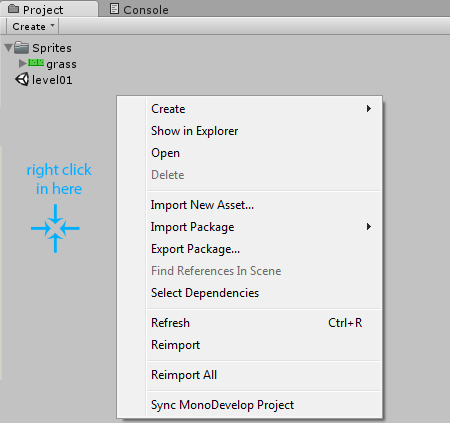 Project
Console
Create
Sprites
grass
level01
right click
in here
Create
Show in Explorer
Open
Delete
Import New Asset...
Import Package
Export Package...
Find References In Scene
Select Dependencies
Refresh Ctrl+R
Reimport
Reimport All
Sync MonoDevelop Project